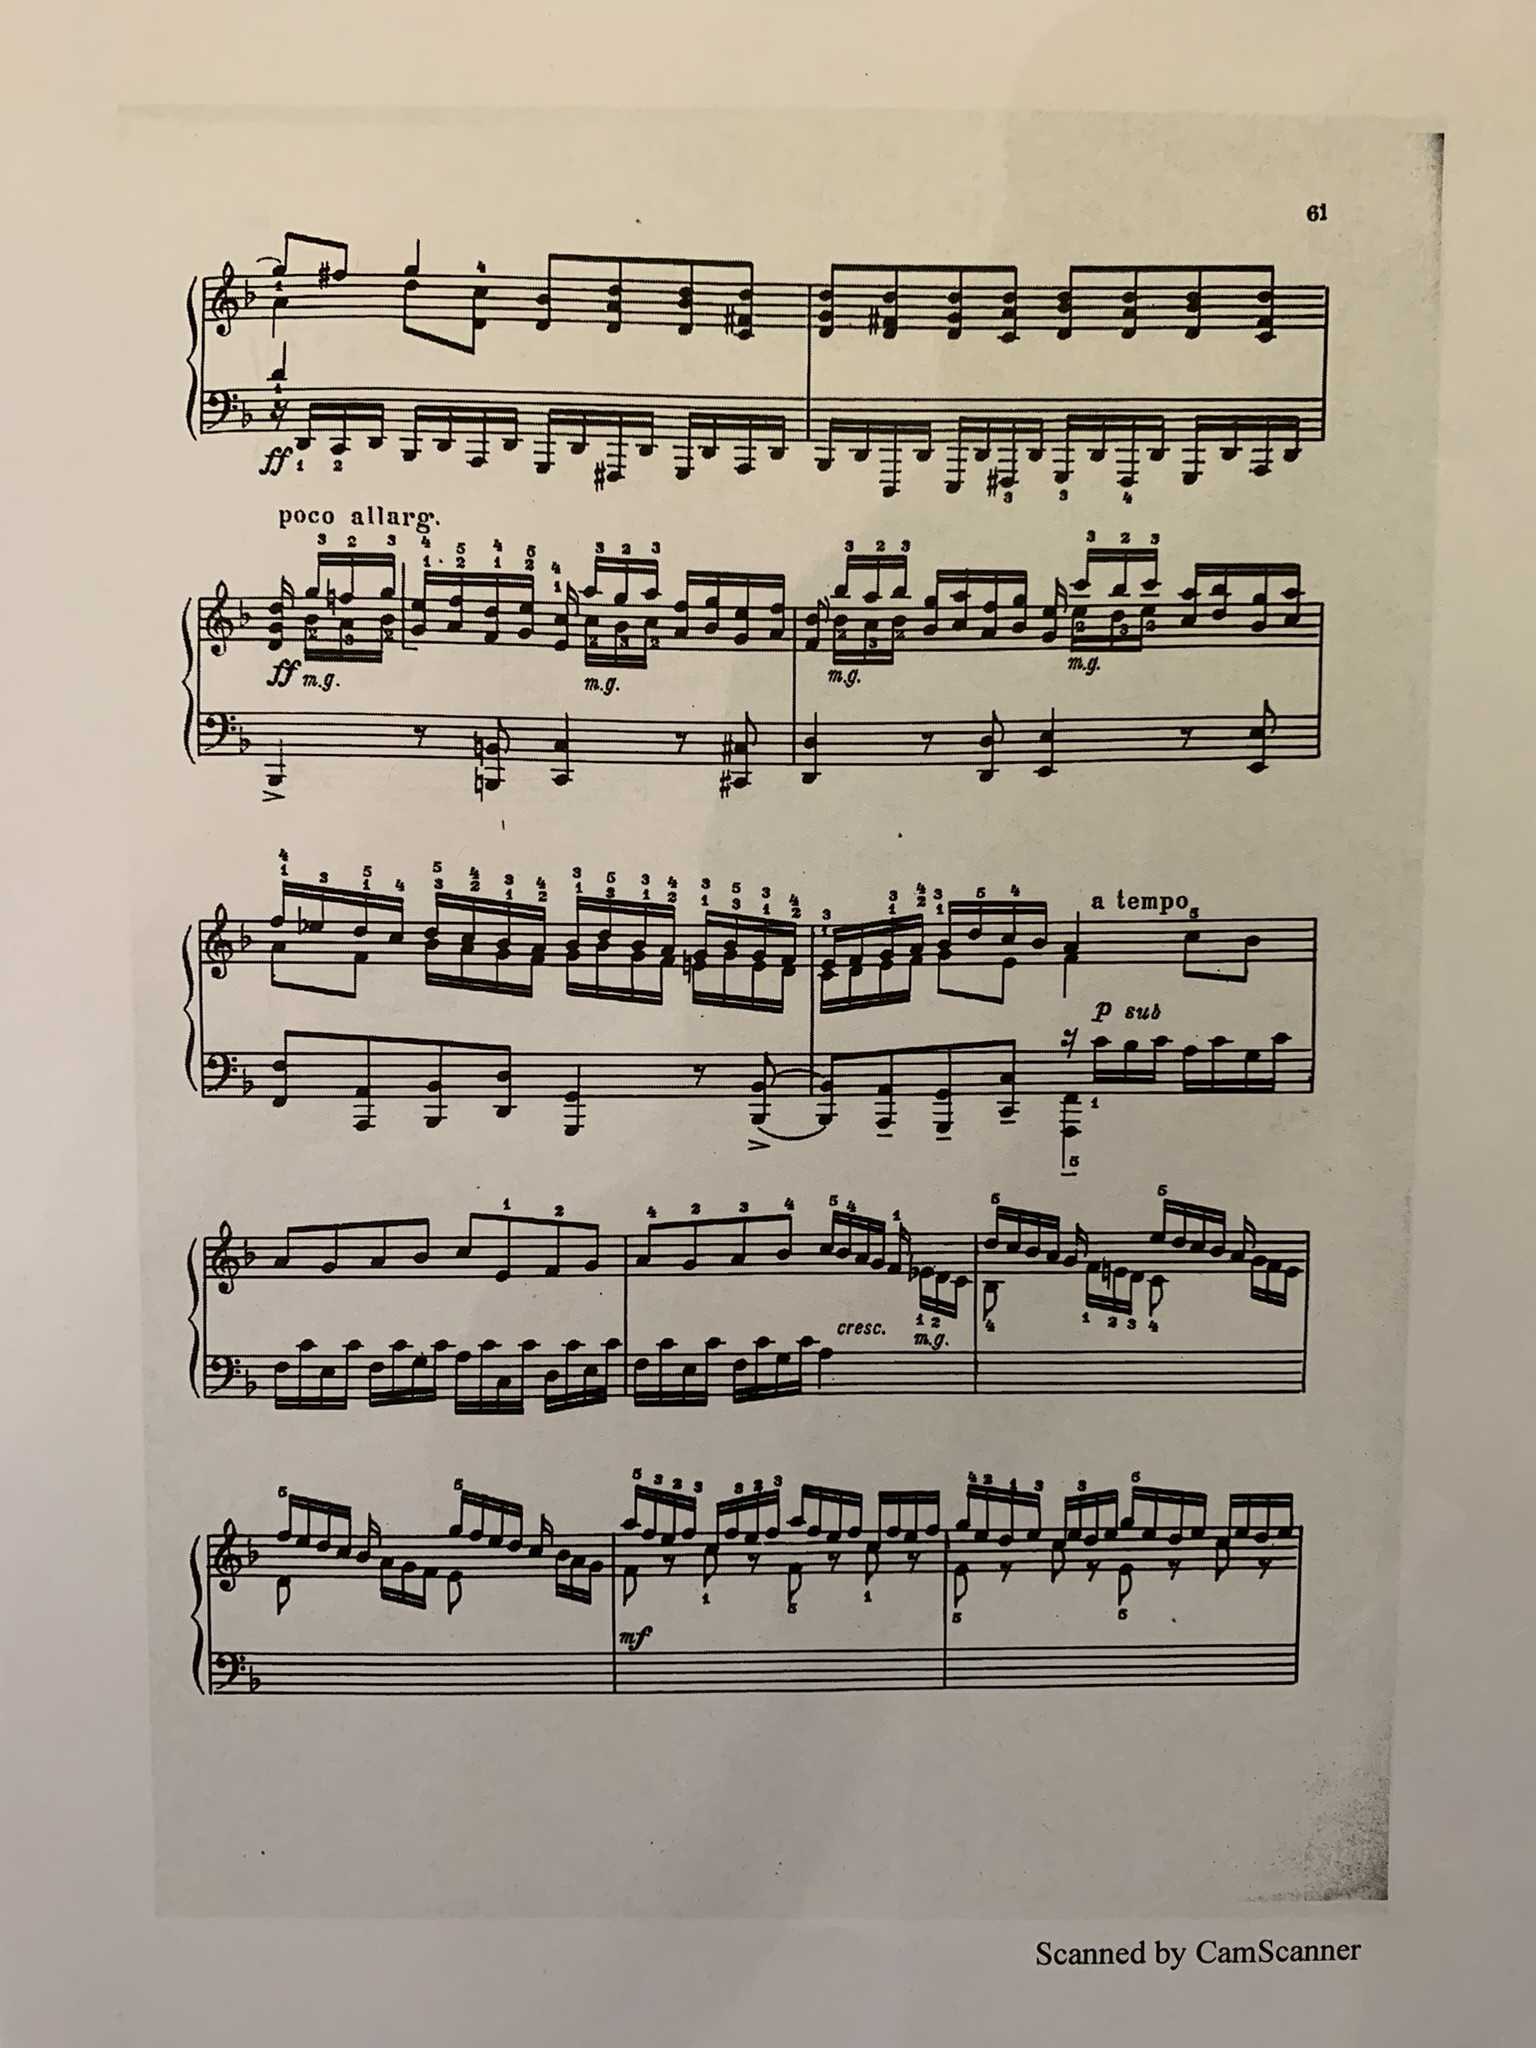 61
ff
poco allarg.
ff m.g. m.g. m.g. m.g.
a tempo
p sub
cresc. m.g.
mf
Scanned by CamScanner